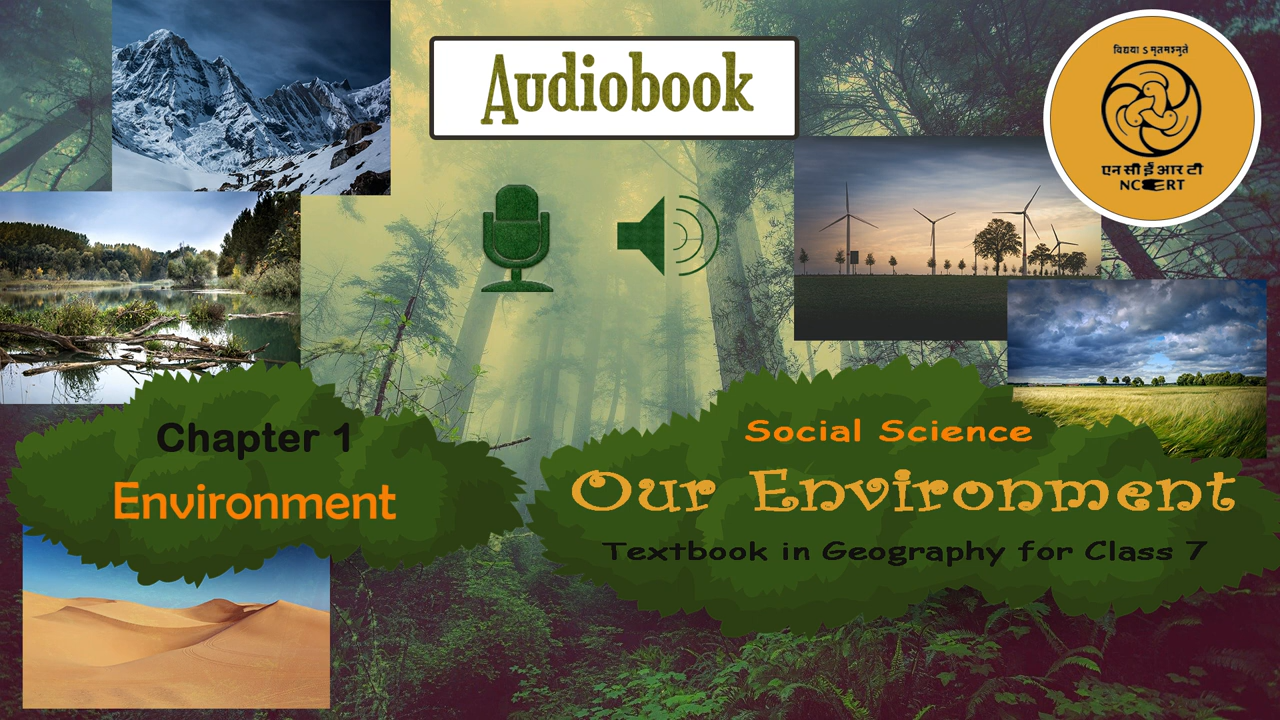 Audiobook
विद्यया ऽ मृतमश्नुते
एन सी ई आर टी
NCERT
Chapter 1
Environment
Social Science
Our Environment
Textbook in Geography for Class 7